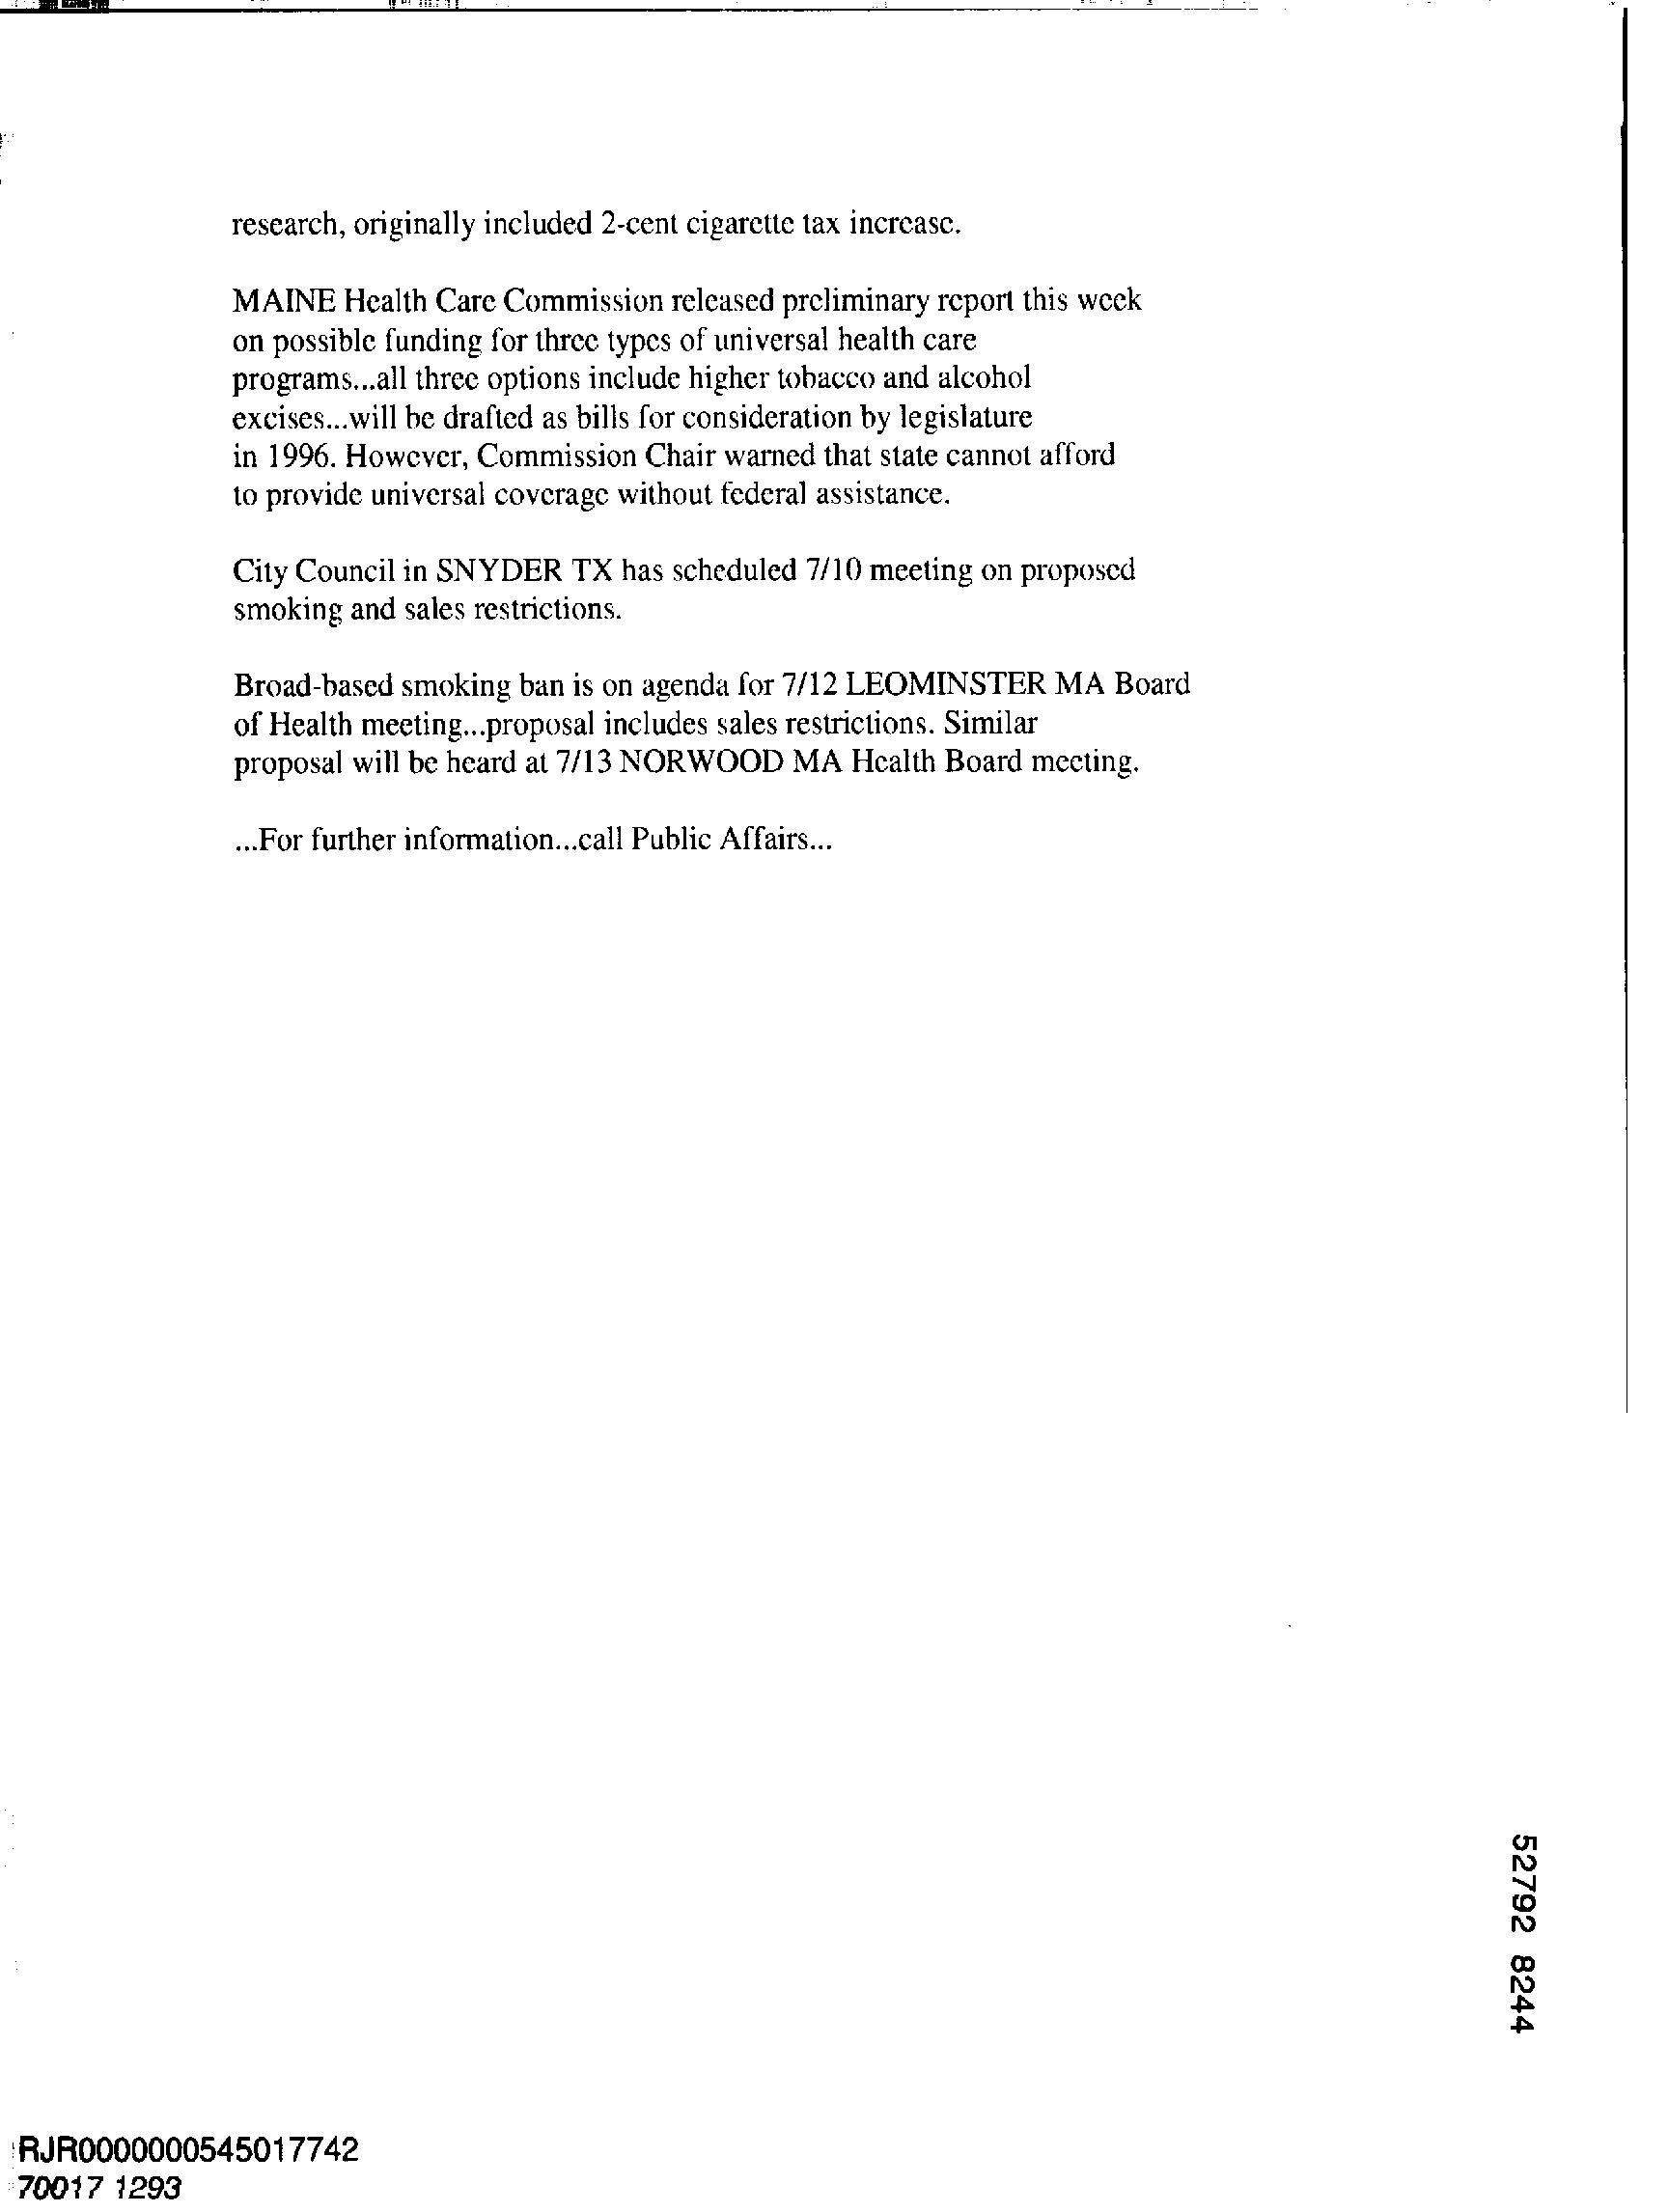 research, originally included 2-cent cigarette tax increase.
MAINE Health Care Commission released preliminary report this week
on possible funding for three types of universal health care
programs...all three options include higher tobacco and alcohol
excises...will be drafted as bills for consideration by legislature
in 1996. However, Commission Chair warned that state cannot afford
to provide universal coverage without federal assistance.
City Council in SNYDER TX has scheduled 7/10 meeting on proposed
smoking and sales restrictions.
Broad-based smoking ban is on agenda for 7/12 LEOMINSTER MA Board
of Health meeting...proposal includes sales restrictions. Similar
proposal will be heard at 7/13 NORWOOD MA Health Board meeting.
...For further information...call Public Affairs...
52792 8244
RJR0000000545017742
70017 1293